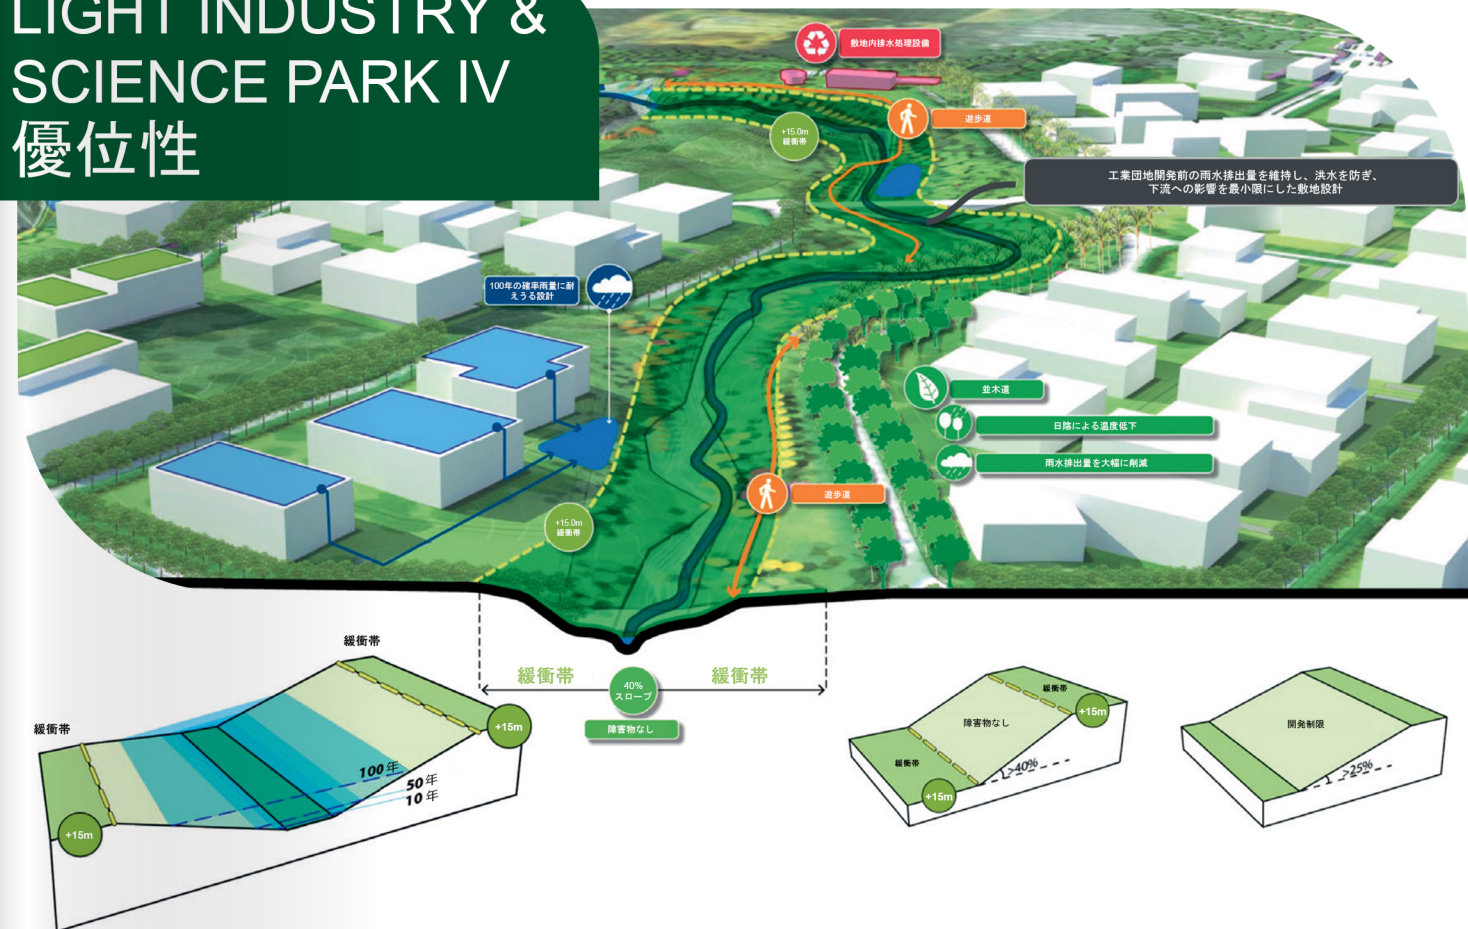 LIGHT INDUSTRY &
SCIENCE PARK IV
優位性
敷地内排水処理設備
+15.0m
緩衝帯
遊歩道
工業団地開発前の雨水排出量を維持し、洪水を防ぎ、
下流への影響を最小限にした敷地設計
100年の確率雨量に耐
えうる設計
並木道
日陰による温度低下
雨水排出量を大幅に削減
遊歩道
+15.0m
緩衝帯
緩衝帯
緩衝帯
40%
スロープ
障害物なし
緩衝帯
緩衝帯
+15m
+15m
100年
50年
10年
緩衝帯
障害物なし
+15m
緩衝帯
>40%
+15m
開発制限
>25%